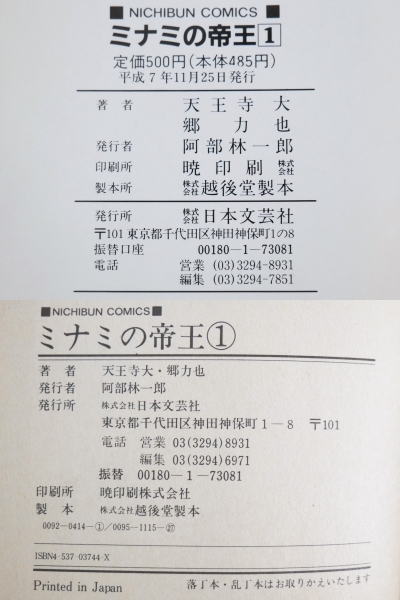 ■ NICHIBUN COMICS ■
ミナミの帝王1
定価500円(本体485円)
平成7年11月25日発行
著者 天王寺大
郷力也
発行者 阿部林一郎
印刷所 暁印刷 株式会社
製本所 株式会社 越後堂製本
発行所 株式会社 日本文芸社
〒101 東京都千代田区神田神保町1の8
振替口座 00180-1-73081
電話 営業 (03)3294-8931
編集 (03)3294-7851
■ NICHIBUN COMICS ■
ミナミの帝王①
著者 天王寺大・郷力也
発行者 阿部林一郎
発行所 株式会社 日本文芸社
東京都千代田区神田神保町1-8 〒101
電話 営業 03(3294)8931
編集 03(3294)6971
振替 00180-1-73081
印刷所 暁印刷株式会社
製本 株式会社 越後堂製本
0092-0414-①/0095-1115-㉗
ISBN4-537-03744-X
Printed in Japan 落丁本・乱丁本はお取りかえいたします